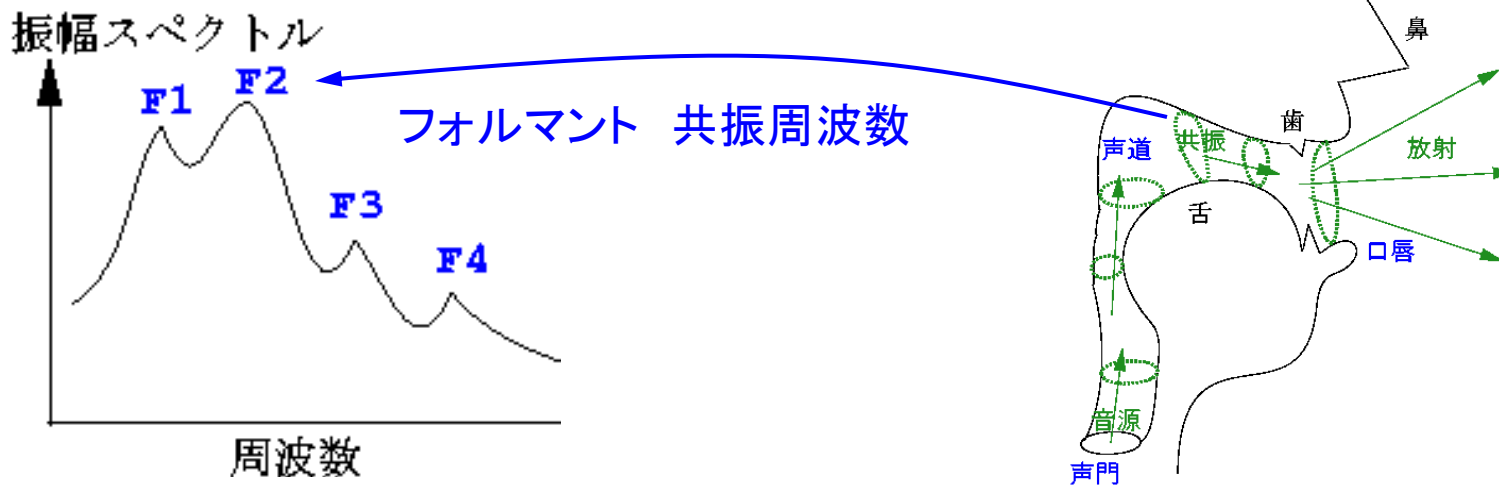 振幅スペクトル
F1
F2
F3
F4
周波数
フォルマント 共振周波数
鼻
歯
声道
共振
放射
舌
口唇
音源
声門